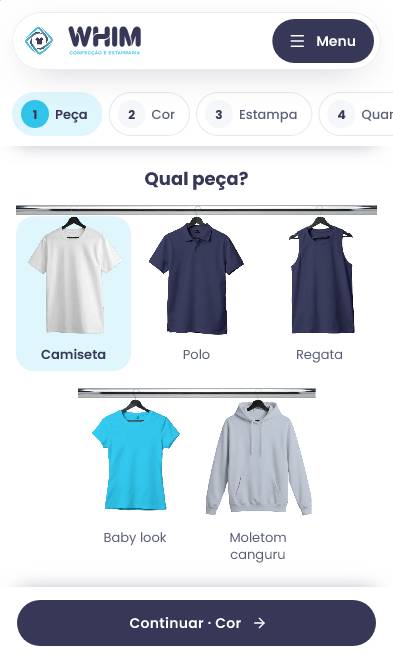 WHIM
CONFECÇÃO E ESTAMPARIA
Menu
1 Peça
2 Cor
3 Estampa
4 Quan
Qual peça?
Camiseta
Polo
Regata
Baby look
Moletom
canguru
Continuar · Cor →